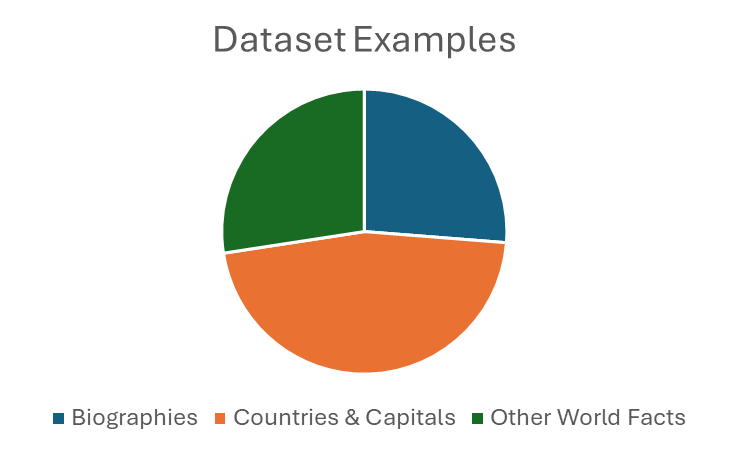 Dataset Examples
Biographies Countries & Capitals Other World Facts